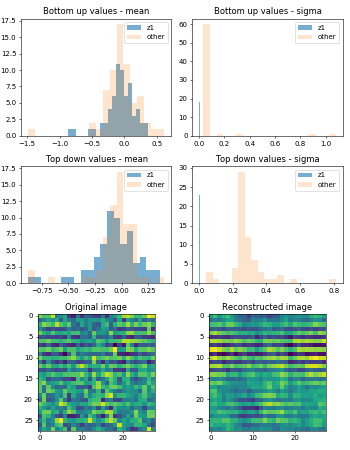 Bottom up values - mean
17.5
15.0
12.5
10.0
7.5
5.0
2.5
0.0
−1.5 −1.0 −0.5 0.0 0.5
z1
other
Bottom up values - sigma
60
50
40
30
20
10
0
0.0 0.2 0.4 0.6 0.8 1.0
z1
other
Top down values - mean
17.5
15.0
12.5
10.0
7.5
5.0
2.5
0.0
−0.75 −0.50 −0.25 0.00 0.25
z1
other
Top down values - sigma
30
25
20
15
10
5
0
0.0 0.2 0.4 0.6 0.8
z1
other
Original image
0
5
10
15
20
25
0 10 20
Reconstructed image
0
5
10
15
20
25
0 10 20